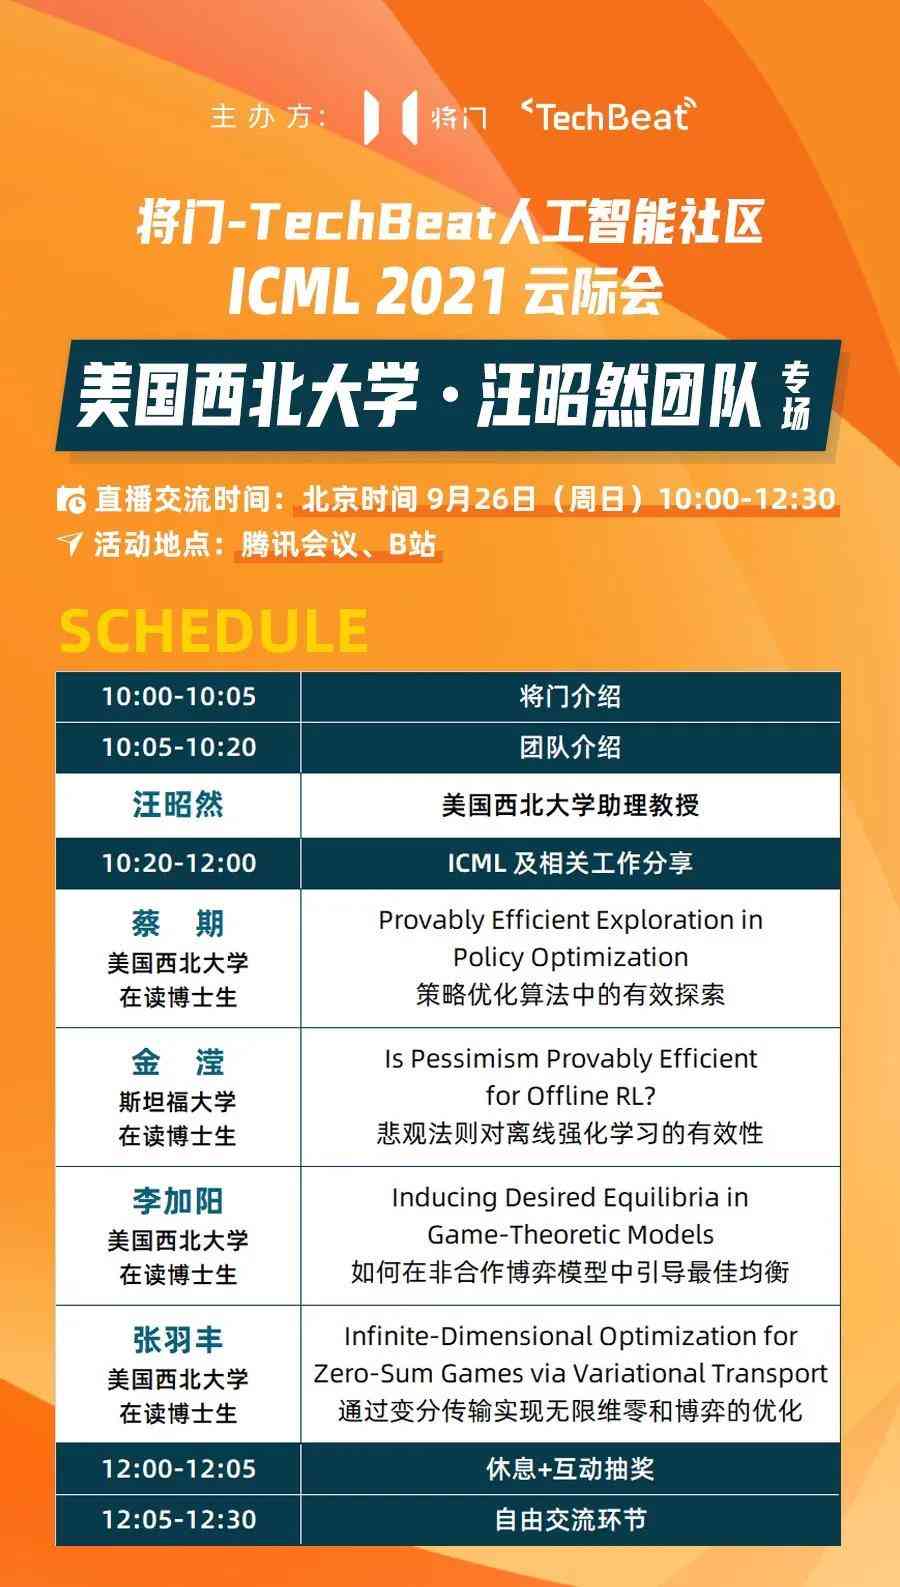 主办方： 将门 TechBeat
将门-TechBeat人工智能社区
ICML 2021 云际会
美国西北大学·汪昭然团队 专场
直播交流时间：北京时间 9月26日（周日）10:00-12:30
活动地点：腾讯会议、B站
SCHEDULE
10:00-10:05 将门介绍
10:05-10:20 团队介绍
汪昭然 美国西北大学助理教授
10:20-12:00 ICML 及相关工作分享
蔡 期
美国西北大学
在读博士生
Provably Efficient Exploration in
Policy Optimization
策略优化算法中的有效探索
金 滢
斯坦福大学
在读博士生
Is Pessimism Provably Efficient
for Offline RL?
悲观法则对离线强化学习的有效性
李加阳
美国西北大学
在读博士生
Inducing Desired Equilibria in
Game-Theoretic Models
如何在非合作博弈模型中引导最佳均衡
张羽丰
美国西北大学
在读博士生
Infinite-Dimensional Optimization for
Zero-Sum Games via Variational Transport
通过变分传输实现无限维零和博弈的优化
12:00-12:05 休息+互动抽奖
12:05-12:30 自由交流环节